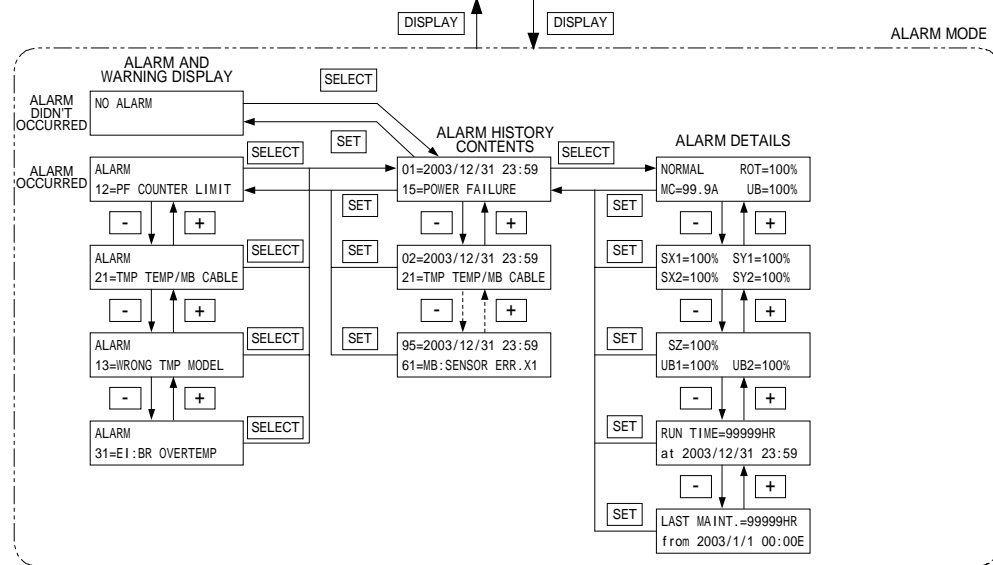 DISPLAY
DISPLAY
ALARM MODE
ALARM AND
WARNING DISPLAY
SELECT
ALARM
DIDN'T
OCCURRED
NO ALARM
SET
ALARM HISTORY
CONTENTS
ALARM DETAILS
ALARM
OCCURRED
ALARM
12=PF COUNTER LIMIT
SELECT
01=2003/12/31 23:59
15=POWER FAILURE
SELECT
NORMAL ROT=100%
MC=99.9A UB=100%
SET
SET
- +
- +
- +
ALARM
21=TMP TEMP/MB CABLE
SELECT
SET
02=2003/12/31 23:59
21=TMP TEMP/MB CABLE
SET
SX1=100% SY1=100%
SX2=100% SY2=100%
- +
- +
- +
ALARM
13=WRONG TMP MODEL
SELECT
SET
95=2003/12/31 23:59
61=MB:SENSOR ERR.X1
SET
SZ=100%
UB1=100% UB2=100%
- +
- +
ALARM
31=EI:BR OVERTEMP
SELECT
SET
RUN TIME=99999HR
at 2003/12/31 23:59
- +
SET
LAST MAINT.=99999HR
from 2003/1/1 00:00E